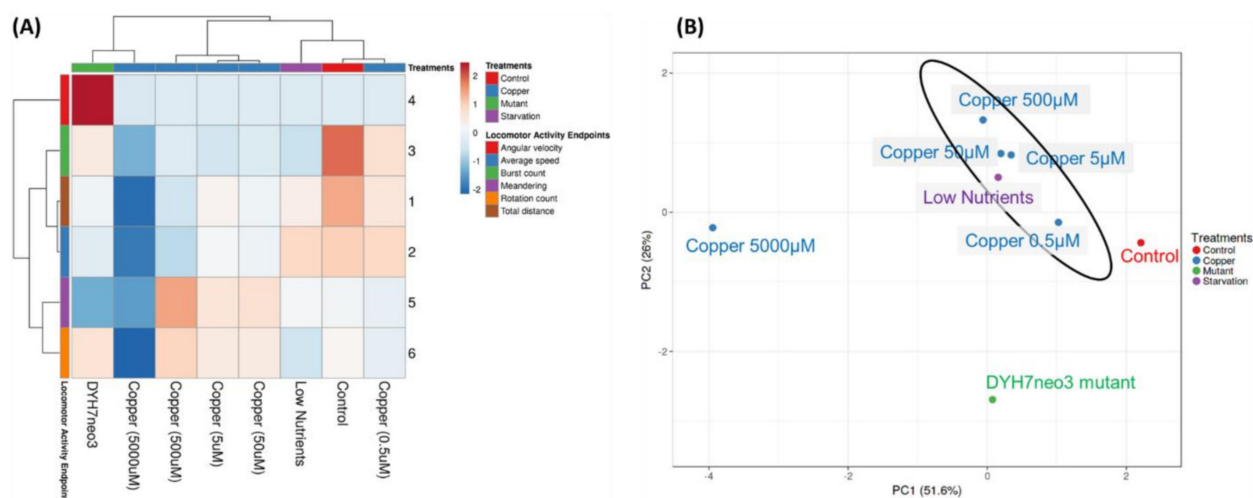 (A)
Treatments
4
3
1
2
5
6
DYH7neo3
Copper (5000uM)
Copper (500uM)
Copper (5uM)
Copper (50uM)
Low Nutrients
Control
Copper (0.5uM)
Locomotor Activity Endpoint
2
1
0
-1
-2
Treatments
Control
Copper
Mutant
Starvation
Locomotor Activity Endpoints
Angular velocity
Average speed
Burst count
Meandering
Rotation count
Total distance
(B)
PC2 (26%)
2
0
-2
Copper 500µM
Copper 50µM
Copper 5µM
Low Nutrients
Copper 0.5µM
Copper 5000µM
Control
DYH7neo3 mutant
-4
-2
0
2
PC1 (51.6%)
Treatments
Control
Copper
Mutant
Starvation